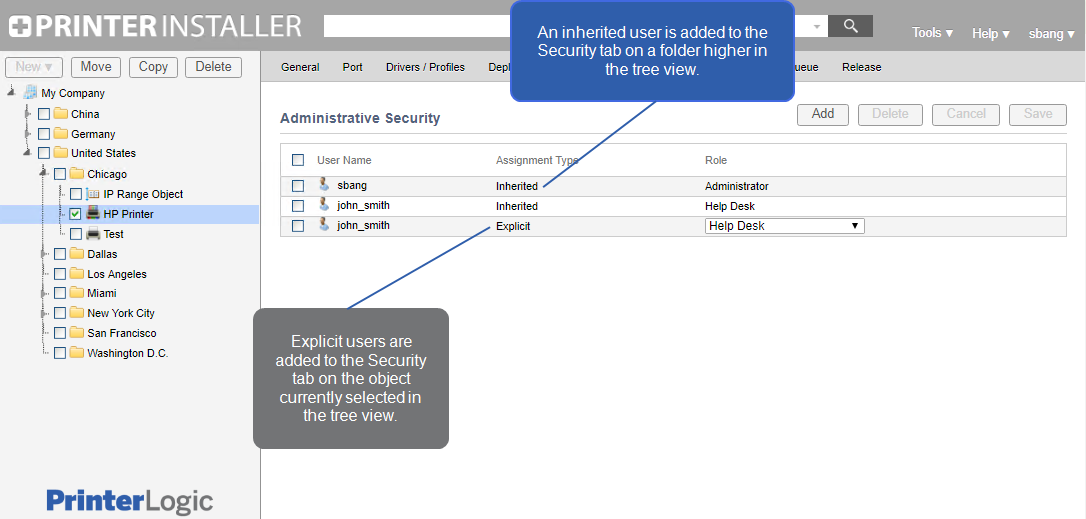 PRINTER INSTALLER
Tools ▾ Help ▾ sbang ▾
An inherited user is added to the
Security tab on a folder higher in
the tree view.
New ▾ Move Copy Delete
General Port Drivers / Profiles Release
My Company
China
Germany
United States
Chicago
IP Range Object
HP Printer
Test
Dallas
Los Angeles
Miami
New York City
San Francisco
Washington D.C.
Administrative Security
Add Delete Cancel Save
User Name Assignment Type Role
sbang Inherited Administrator
john_smith Inherited Help Desk
john_smith Explicit Help Desk
Explicit users are
added to the Security
tab on the object
currently selected in
the tree view.
PrinterLogic